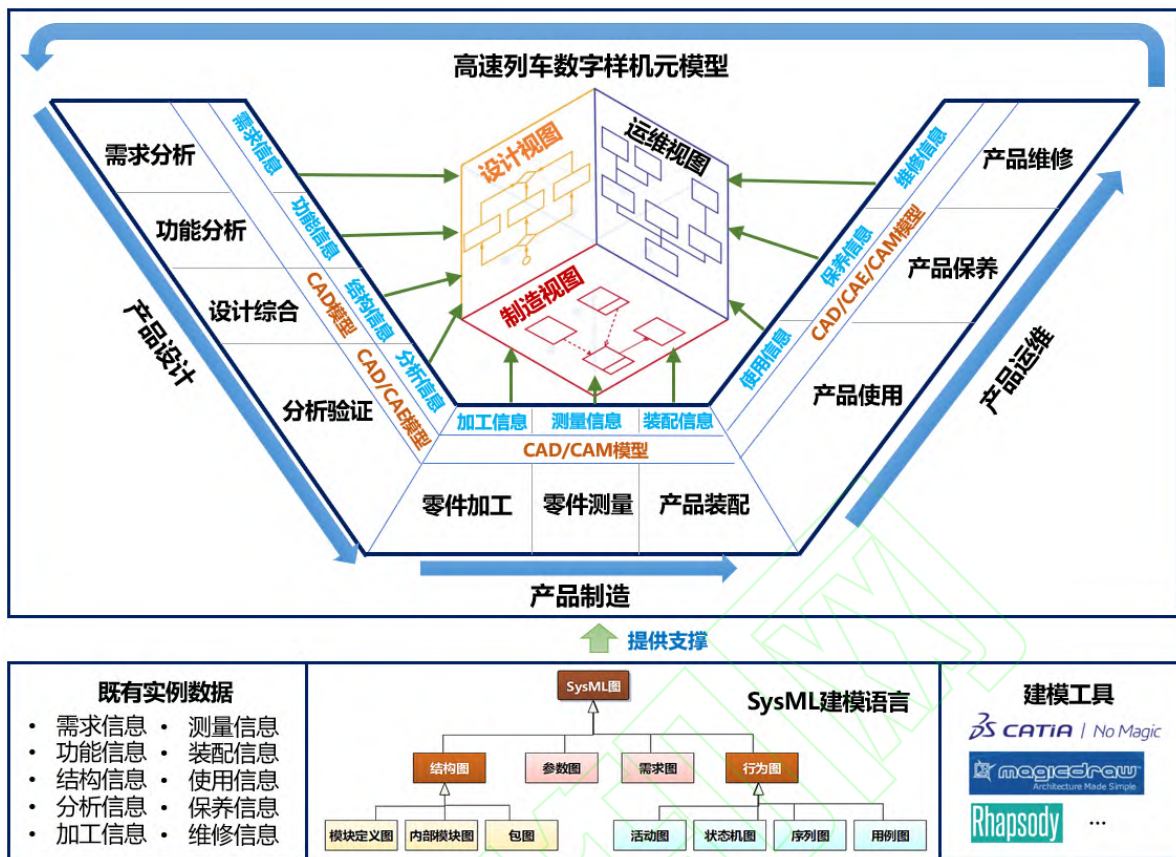 高速列车数字样机元模型
需求分析
功能分析
设计综合
分析验证
产品设计
需求信息
功能信息
结构信息
分析信息
CAD模型
CAD/CAE模型
设计视图
运维视图
制造视图
加工信息
测量信息
装配信息
CAD/CAM模型
零件加工
零件测量
产品装配
产品制造
维修信息
保养信息
使用信息
CAD/CAE/CAM模型
产品维修
产品保养
产品使用
产品运维
提供支撑
既有实例数据
• 需求信息 • 测量信息
• 功能信息 • 装配信息
• 结构信息 • 使用信息
• 分析信息 • 保养信息
• 加工信息 • 维修信息
SysML图
SysML建模语言
结构图
参数图
需求图
行为图
模块定义图
内部模块图
包图
活动图
状态机图
序列图
用例图
建模工具
CATIA | No Magic
magicdraw
Architecture Made Simple
Rhapsody ...